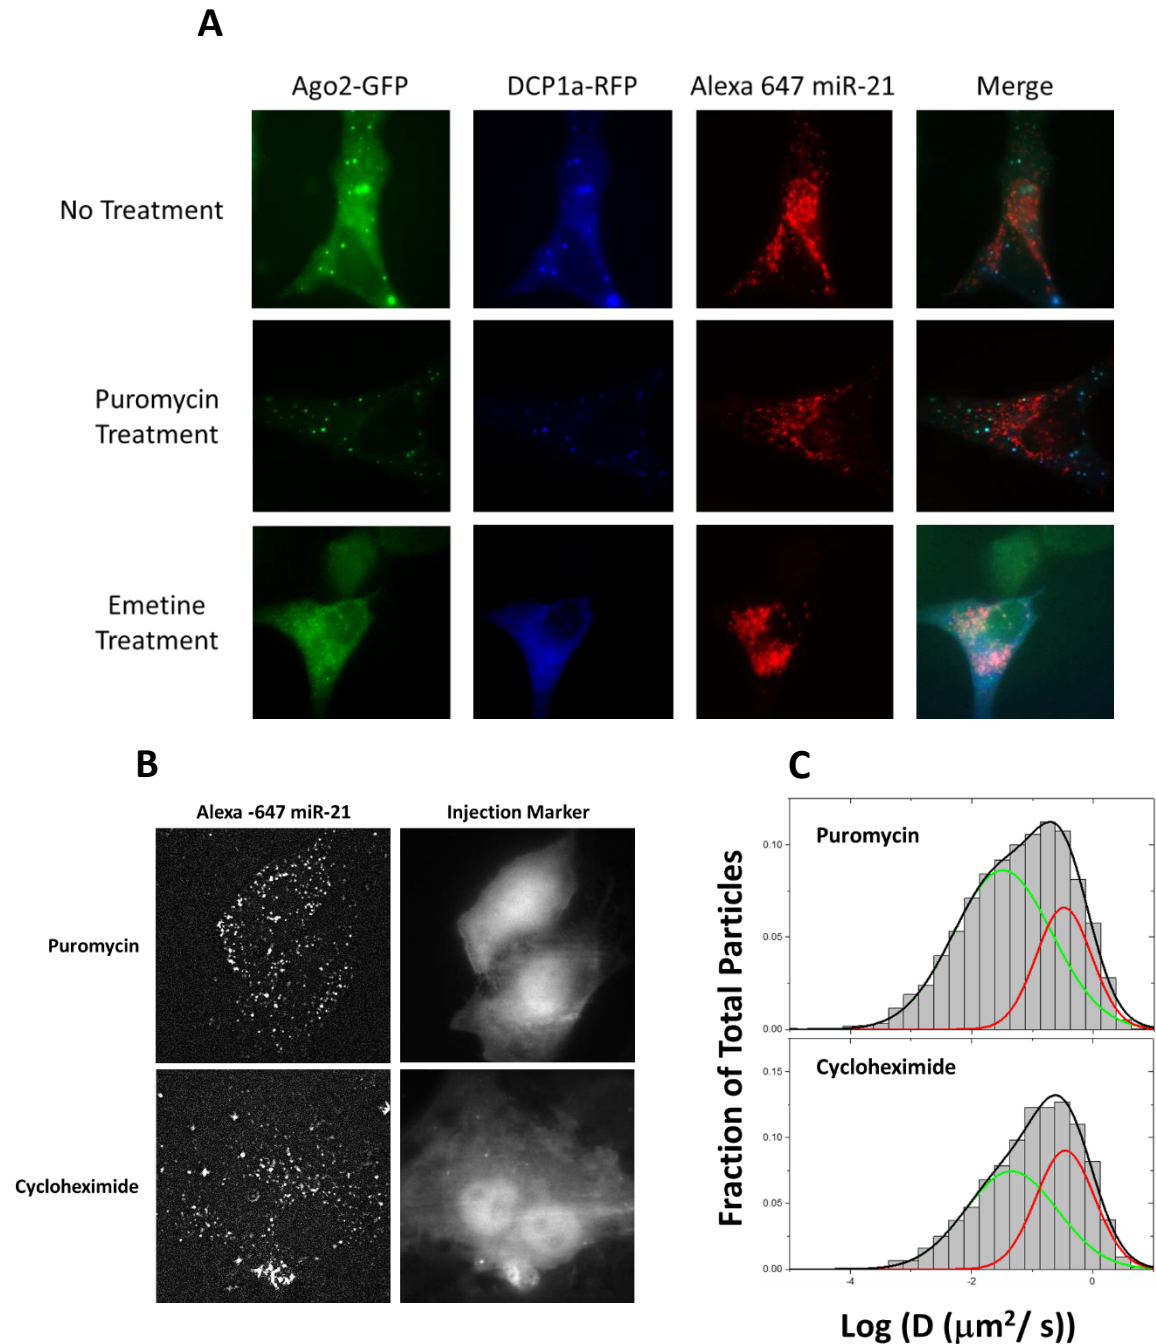 A
Ago2-GFP DCP1a-RFP Alexa 647 miR-21 Merge
No Treatment
Puromycin
Treatment
Emetine
Treatment
B
Alexa -647 miR-21 Injection Marker
Puromycin
Cycloheximide
C
Puromycin
0.10
0.05
0.00
Cycloheximide
0.15
0.10
0.05
0.00
-4 -2 0
Fraction of Total Particles
Log (D (μm²/ s))